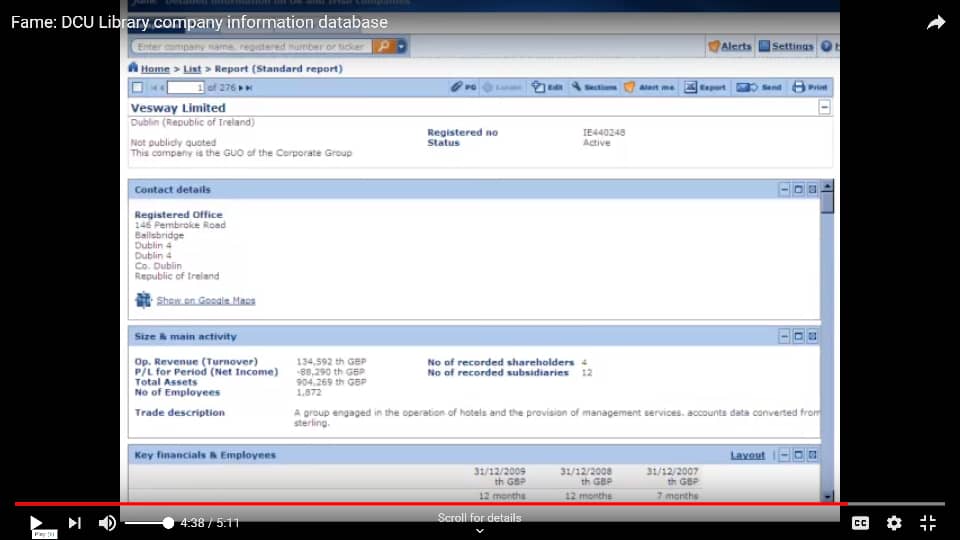 Fame: DCU Library company information database
Enter company name, registered number or ticker
Alerts
Settings
Home > List > Report (Standard report)
1 of 276
PG
Edit
Sections
Alert me
Export
Send
Print
Vesway Limited
Dublin (Republic of Ireland)
Registered no IE440248
Not publicly quoted
Status Active
This company is the GUO of the Corporate Group
Contact details
Registered Office
146 Pembroke Road
Ballsbridge
Dublin 4
Dublin 4
Co. Dublin
Republic of Ireland
Show on Google Maps
Size & main activity
Op. Revenue (Turnover) 134,592 th GBP
No of recorded shareholders 4
P/L for Period (Net Income) -88,290 th GBP
No of recorded subsidiaries 12
Total Assets 904,269 th GBP
No of Employees 1,872
Trade description A group engaged in the operation of hotels and the provision of management services. accounts data converted from
sterling.
Key financials & Employees
Layout
31/12/2009 31/12/2008 31/12/2007
th GBP th GBP th GBP
12 months 12 months 7 months
Scroll for details
4:38 / 5:11
CC